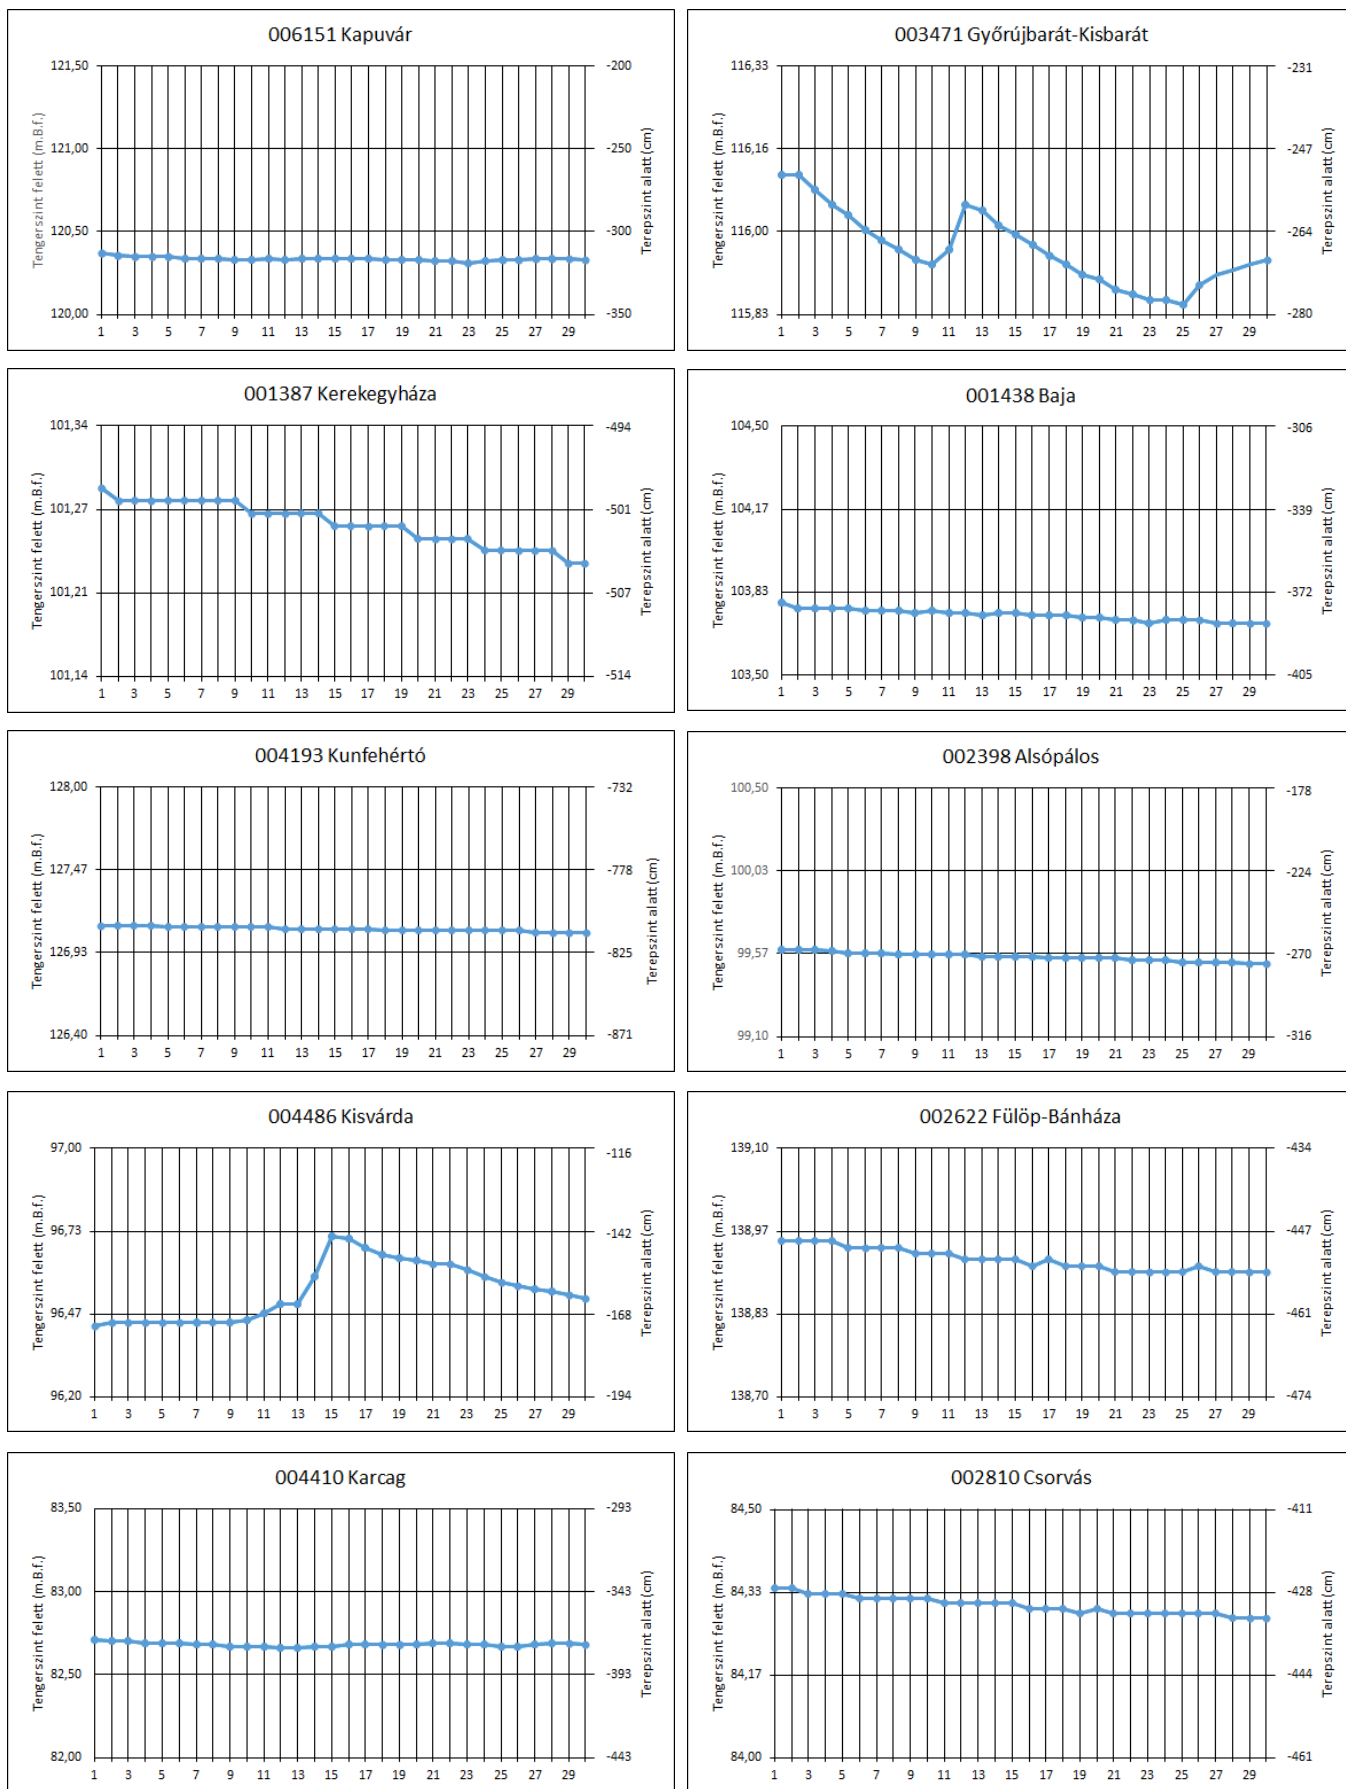 006151 Kapuvár
Tengerszint felett (m.B.f.)
121,50
121,00
120,50
120,00
-200
-250
-300
-350
Terepszint alatt (cm)
1 3 5 7 9 11 13 15 17 19 21 23 25 27 29
003471 Győrújbarát-Kisbarát
Tengerszint felett (m.B.f.)
116,33
116,16
116,00
115,83
-231
-247
-264
-280
Terepszint alatt (cm)
1 3 5 7 9 11 13 15 17 19 21 23 25 27 29
001387 Kerekegyháza
Tengerszint felett (m.B.f.)
101,34
101,27
101,21
101,14
-494
-501
-507
-514
Terepszint alatt (cm)
1 3 5 7 9 11 13 15 17 19 21 23 25 27 29
001438 Baja
Tengerszint felett (m.B.f.)
104,50
104,17
103,83
103,50
-306
-339
-372
-405
Terepszint alatt (cm)
1 3 5 7 9 11 13 15 17 19 21 23 25 27 29
004193 Kunfehértó
Tengerszint felett (m.B.f.)
128,00
127,47
126,93
126,40
-732
-778
-825
-871
Terepszint alatt (cm)
1 3 5 7 9 11 13 15 17 19 21 23 25 27 29
002398 Alsópálos
Tengerszint felett (m.B.f.)
100,50
100,03
99,57
99,10
-178
-224
-270
-316
Terepszint alatt (cm)
1 3 5 7 9 11 13 15 17 19 21 23 25 27 29
004486 Kisvárda
Tengerszint felett (m.B.f.)
97,00
96,73
96,47
96,20
-116
-142
-168
-194
Terepszint alatt (cm)
1 3 5 7 9 11 13 15 17 19 21 23 25 27 29
002622 Fülöp-Bánháza
Tengerszint felett (m.B.f.)
139,10
138,97
138,83
138,70
-434
-447
-461
-474
Terepszint alatt (cm)
1 3 5 7 9 11 13 15 17 19 21 23 25 27 29
004410 Karcag
Tengerszint felett (m.B.f.)
83,50
83,00
82,50
82,00
-293
-343
-393
-443
Terepszint alatt (cm)
1 3 5 7 9 11 13 15 17 19 21 23 25 27 29
002810 Csorvás
Tengerszint felett (m.B.f.)
84,50
84,33
84,17
84,00
-411
-428
-444
-461
Terepszint alatt (cm)
1 3 5 7 9 11 13 15 17 19 21 23 25 27 29